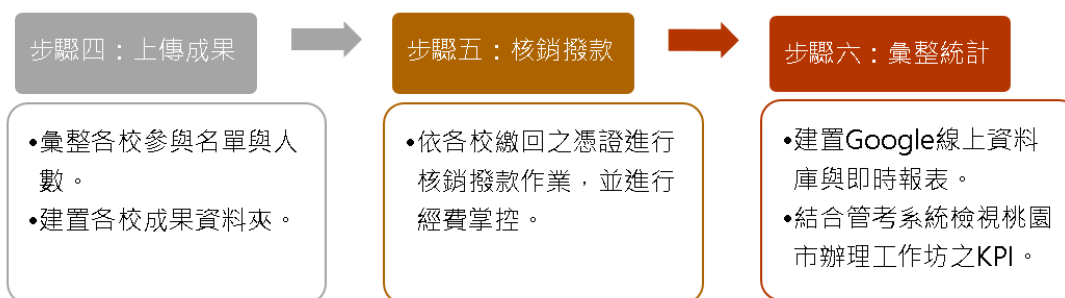 步驟四：上傳成果
•彙整各校參與名單與人
數。
•建置各校成果資料夾。
步驟五：核銷撥款
•依各校繳回之憑證進行
核銷撥款作業，並進行
經費掌控。
步驟六：彙整統計
•建置Google線上資料
庫與即時報表。
•結合管考系統檢視桃園
市辦理工作坊之KPI。